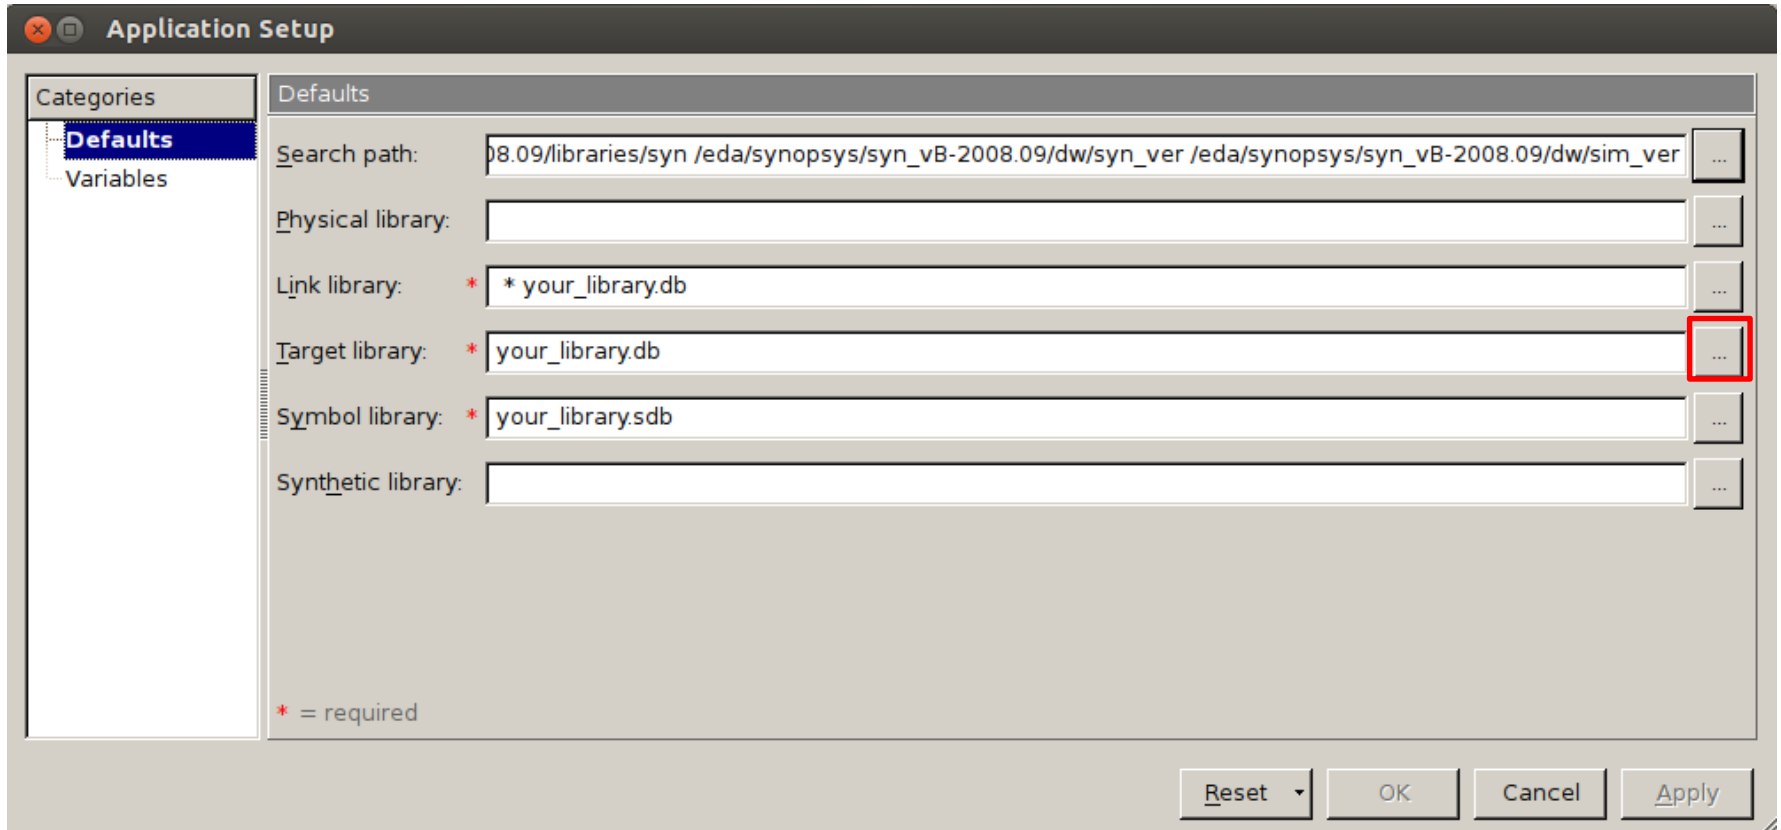 Application Setup
Categories
Defaults
Variables
Defaults
Search path: 08.09/libraries/syn /eda/synopsys/syn_vB-2008.09/dw/syn_ver /eda/synopsys/syn_vB-2008.09/dw/sim_ver ...
Physical library: ...
Link library: * * your_library.db ...
Target library: * your_library.db ...
Symbol library: * your_library.sdb ...
Synthetic library: ...
* = required
Reset OK Cancel Apply